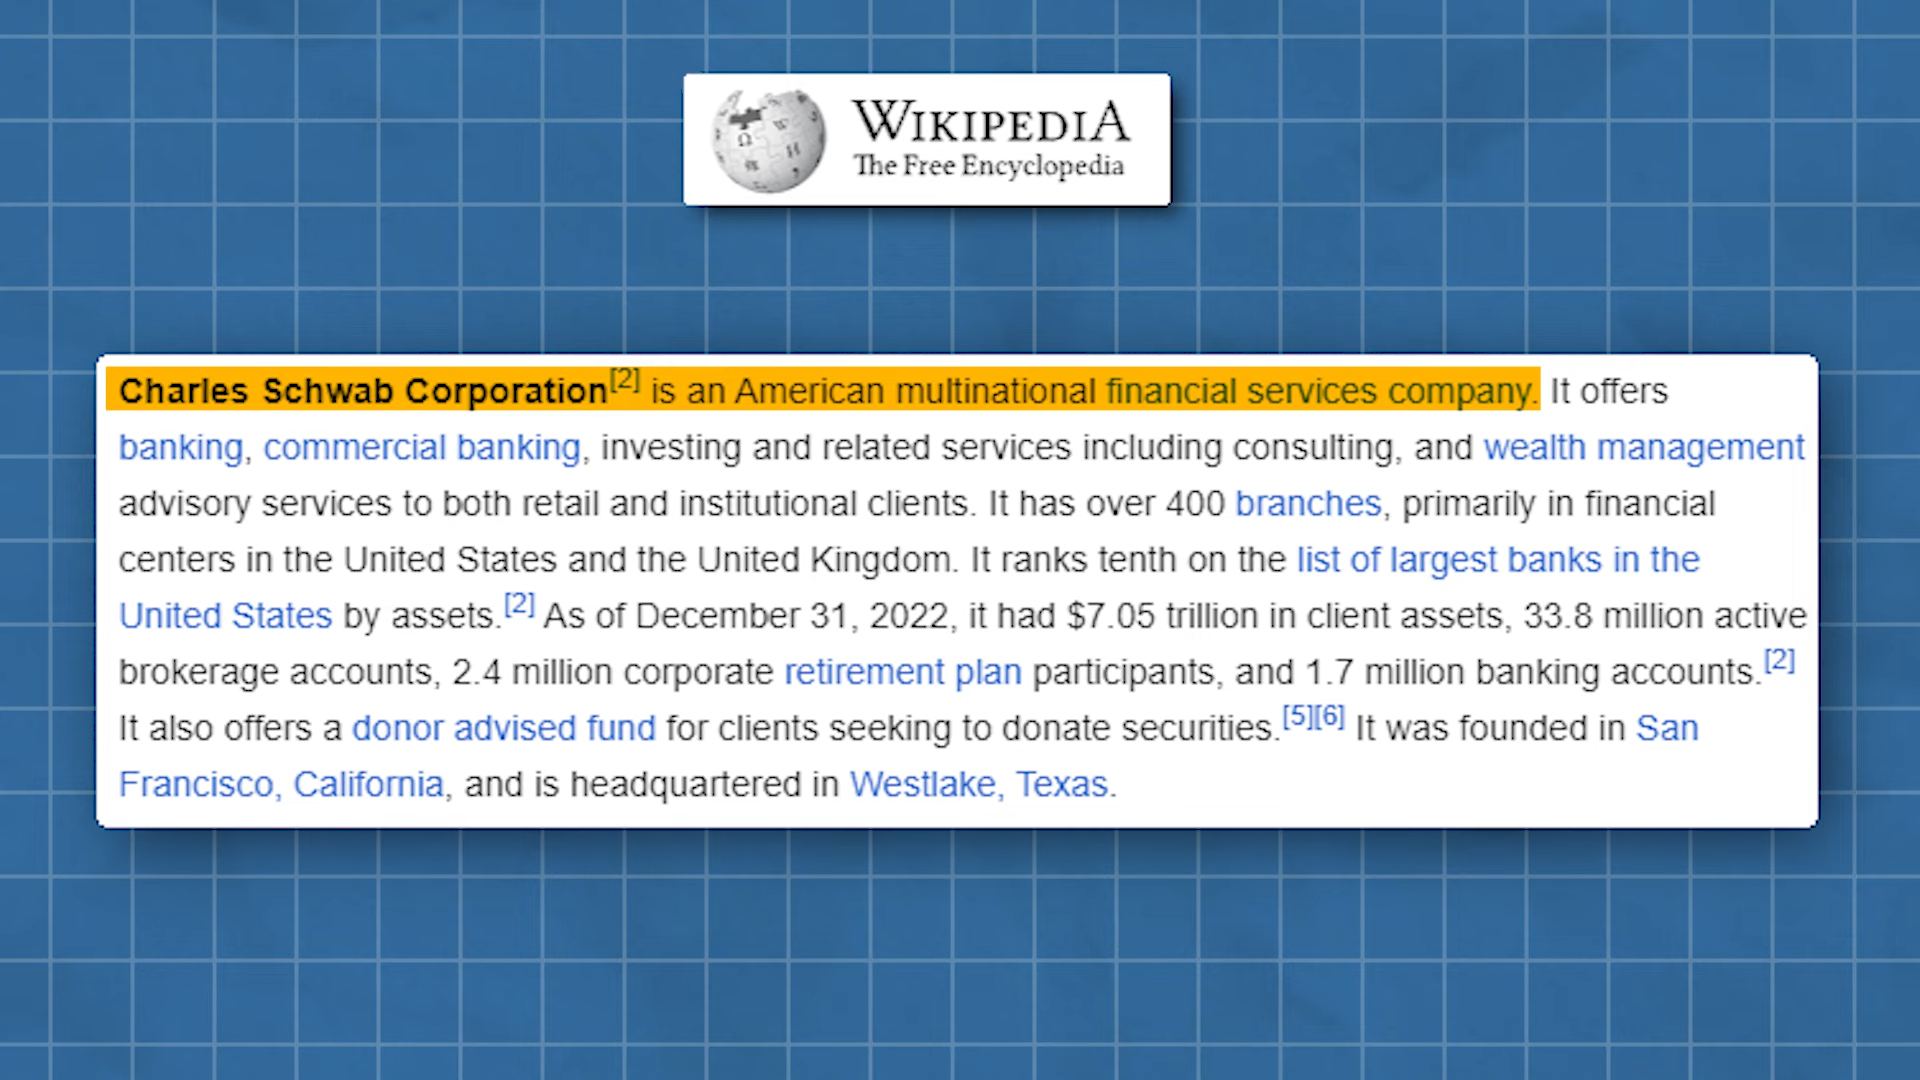 WIKIPEDIA
The Free Encyclopedia
Charles Schwab Corporation[2] is an American multinational financial services company. It offers
banking, commercial banking, investing and related services including consulting, and wealth management
advisory services to both retail and institutional clients. It has over 400 branches, primarily in financial
centers in the United States and the United Kingdom. It ranks tenth on the list of largest banks in the
United States by assets.[2] As of December 31, 2022, it had $7.05 trillion in client assets, 33.8 million active
brokerage accounts, 2.4 million corporate retirement plan participants, and 1.7 million banking accounts.[2]
It also offers a donor advised fund for clients seeking to donate securities.[5][6] It was founded in San
Francisco, California, and is headquartered in Westlake, Texas.